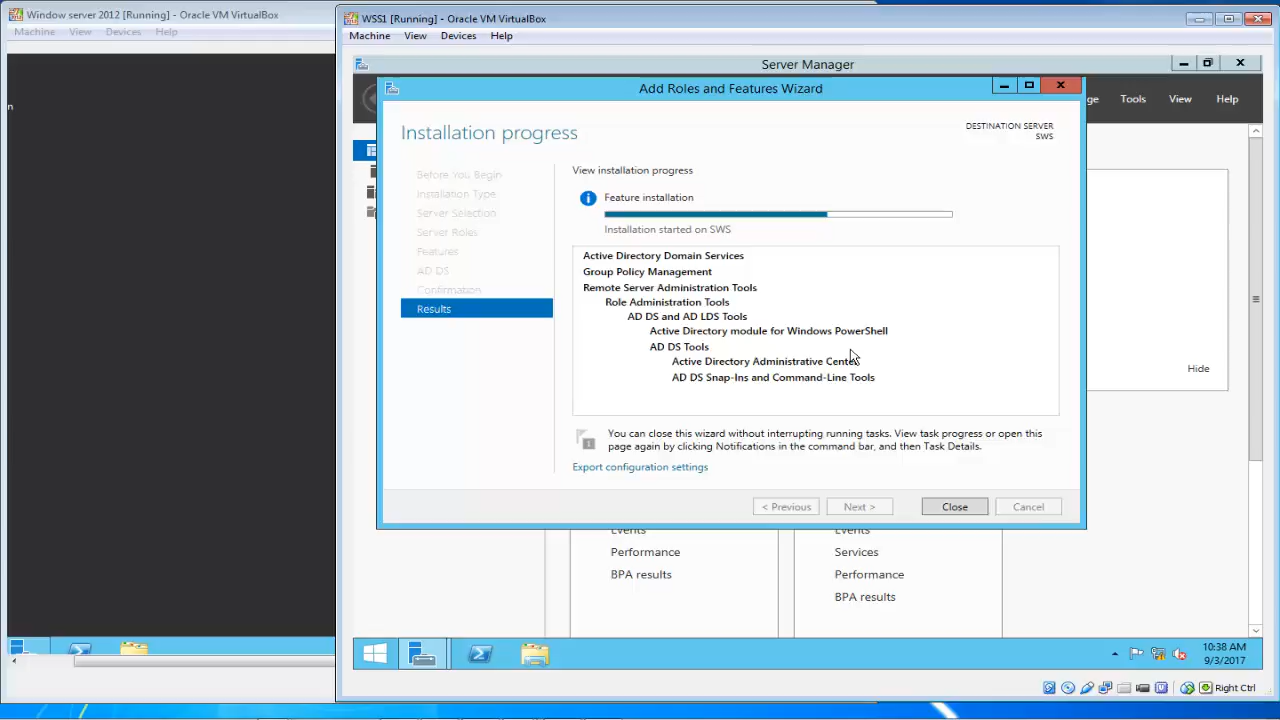 Window server 2012 [Running] - Oracle VM VirtualBox
Machine View Devices Help
n
WSS1 [Running] - Oracle VM VirtualBox
Machine View Devices Help
Server Manager
ge Tools View Help
Add Roles and Features Wizard
Installation progress
DESTINATION SERVER
SWS
Before You Begin
Installation Type
Server Selection
Server Roles
Features
AD DS
Confirmation
Results
View installation progress
Feature installation
Installation started on SWS
Active Directory Domain Services
Group Policy Management
Remote Server Administration Tools
Role Administration Tools
AD DS and AD LDS Tools
Active Directory module for Windows PowerShell
AD DS Tools
Active Directory Administrative Center
AD DS Snap-Ins and Command-Line Tools
You can close this wizard without interrupting running tasks. View task progress or open this
page again by clicking Notifications in the command bar, and then Task Details.
Export configuration settings
< Previous Next > Close Cancel
Hide
Events
Performance
BPA results
Events
Services
Performance
BPA results
10:38 AM
9/3/2017
Right Ctrl